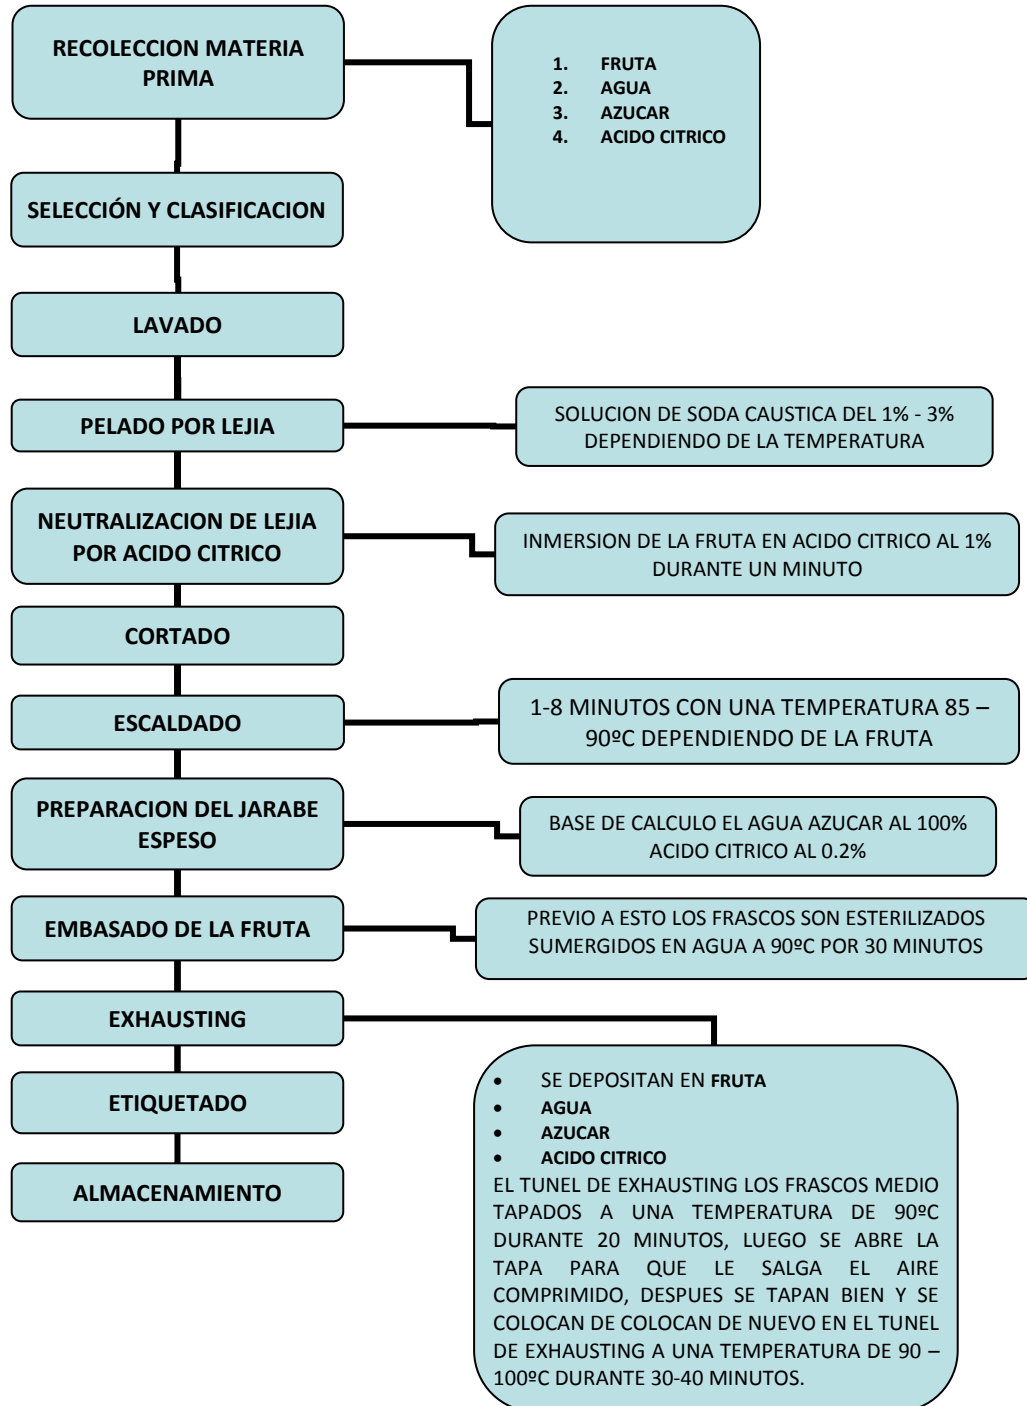 RECOLECCION MATERIA
PRIMA
1. FRUTA
2. AGUA
3. AZUCAR
4. ACIDO CITRICO
SELECCIÓN Y CLASIFICACION
LAVADO
PELADO POR LEJIA
SOLUCION DE SODA CAUSTICA DEL 1% - 3%
DEPENDIENDO DE LA TEMPERATURA
NEUTRALIZACION DE LEJIA
POR ACIDO CITRICO
INMERSION DE LA FRUTA EN ACIDO CITRICO AL 1%
DURANTE UN MINUTO
CORTADO
ESCALDADO
1-8 MINUTOS CON UNA TEMPERATURA 85 –
90ºC DEPENDIENDO DE LA FRUTA
PREPARACION DEL JARABE
ESPESO
BASE DE CALCULO EL AGUA AZUCAR AL 100%
ACIDO CITRICO AL 0.2%
EMBASADO DE LA FRUTA
PREVIO A ESTO LOS FRASCOS SON ESTERILIZADOS
SUMERGIDOS EN AGUA A 90ºC POR 30 MINUTOS
EXHAUSTING
ETIQUETADO
ALMACENAMIENTO
• SE DEPOSITAN EN FRUTA
• AGUA
• AZUCAR
• ACIDO CITRICO
EL TUNEL DE EXHAUSTING LOS FRASCOS MEDIO
TAPADOS A UNA TEMPERATURA DE 90ºC
DURANTE 20 MINUTOS, LUEGO SE ABRE LA
TAPA PARA QUE LE SALGA EL AIRE
COMPRIMIDO, DESPUES SE TAPAN BIEN Y SE
COLOCAN DE COLOCAN DE NUEVO EN EL TUNEL
DE EXHAUSTING A UNA TEMPERATURA DE 90 –
100ºC DURANTE 30-40 MINUTOS.